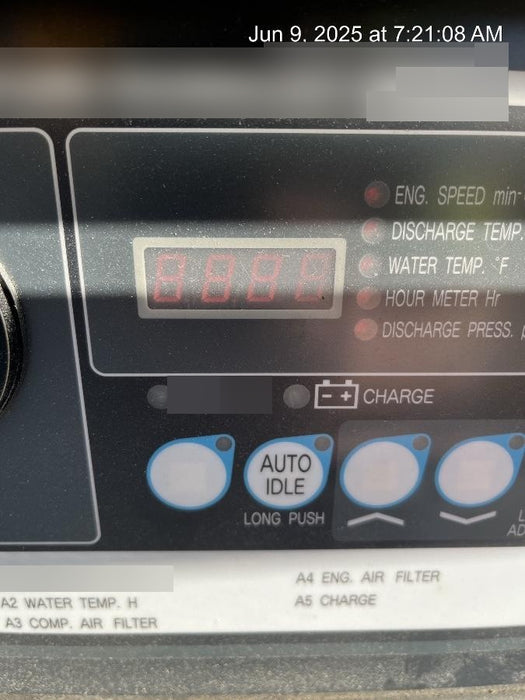 Jun 9, 2025 at 7:21:08 AM
ENG. SPEED min-
DISCHARGE TEMP.
WATER TEMP. °F
HOUR METER Hr
DISCHARGE PRESS.
- + CHARGE
AUTO
IDLE
LONG PUSH
A4 ENG. AIR FILTER
A2 WATER TEMP. H
A5 CHARGE
A3 COMP. AIR FILTER